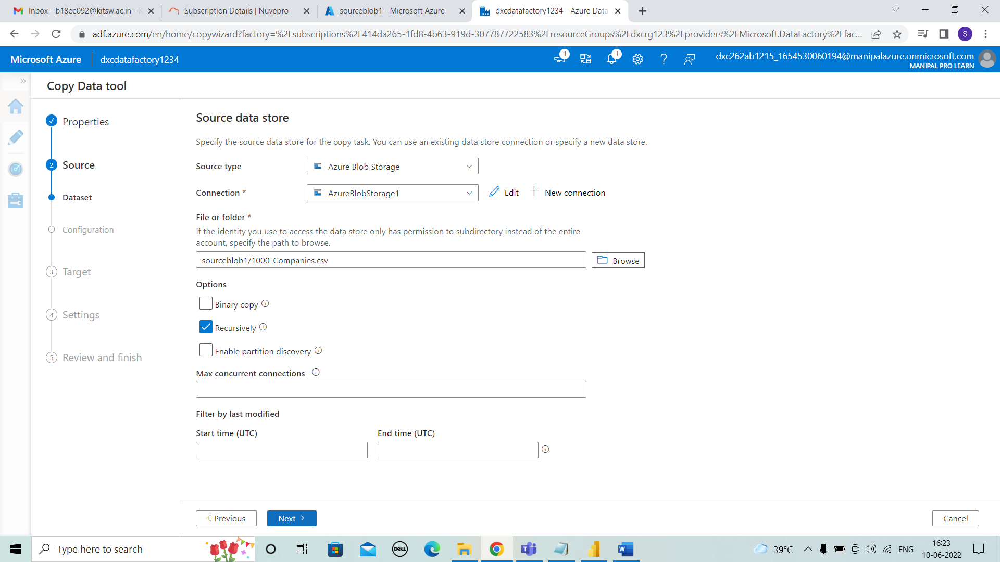 Inbox - b18ee092@kitsw.ac.in - K
Subscription Details | Nuvepro
sourceblob1 - Microsoft Azure
dxcdatafactory1234 - Azure Data
adf.azure.com/en/home/copywizard?factory=%2Fsubscriptions%2F414da265-1fd8-4b63-919d-307787722583%2FresourceGroups%2Fdxcrg123%2Fproviders%2FMicrosoft.DataFactory%2Ffac...
S
Microsoft Azure
dxcdatafactory1234
1
1
dxc262ab1215_1654530060194@manipalazure.onmicrosoft.com
MANIPAL PRO LEARN
Copy Data tool
Properties
2 Source
Dataset
Configuration
3 Target
4 Settings
5 Review and finish
Source data store
Specify the source data store for the copy task. You can use an existing data store connection or specify a new data store.
Source type
Azure Blob Storage
Connection *
AzureBlobStorage1
Edit
New connection
File or folder *
If the identity you use to access the data store only has permission to subdirectory instead of the entire
account, specify the path to browse.
sourceblob1/1000_Companies.csv
Browse
Options
Binary copy
Recursively
Enable partition discovery
Max concurrent connections
Filter by last modified
Start time (UTC)
End time (UTC)
Previous
Next
Cancel
Type here to search
DELL
39°C
ENG
16:23
10-06-2022